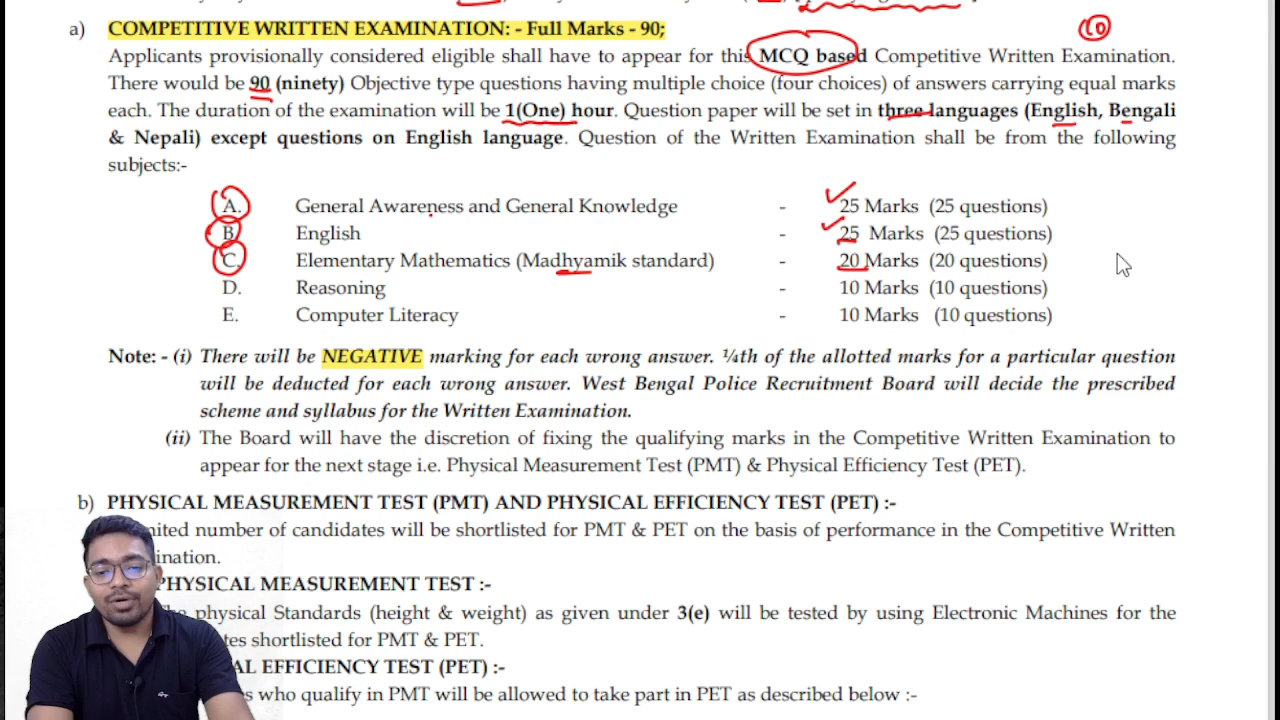 a) COMPETITIVE WRITTEN EXAMINATION: - Full Marks - 90;
10
Applicants provisionally considered eligible shall have to appear for this MCQ based Competitive Written Examination.
There would be 90 (ninety) Objective type questions having multiple choice (four choices) of answers carrying equal marks
each. The duration of the examination will be 1(One) hour. Question paper will be set in three languages (English, Bengali
& Nepali) except questions on English language. Question of the Written Examination shall be from the following
subjects:-
A. General Awareness and General Knowledge - 25 Marks (25 questions)
B. English - 25 Marks (25 questions)
C. Elementary Mathematics (Madhyamik standard) - 20 Marks (20 questions)
D. Reasoning - 10 Marks (10 questions)
E. Computer Literacy - 10 Marks (10 questions)
Note: - (i) There will be NEGATIVE marking for each wrong answer. ¼th of the allotted marks for a particular question
will be deducted for each wrong answer. West Bengal Police Recruitment Board will decide the prescribed
scheme and syllabus for the Written Examination.
(ii) The Board will have the discretion of fixing the qualifying marks in the Competitive Written Examination to
appear for the next stage i.e. Physical Measurement Test (PMT) & Physical Efficiency Test (PET).
b) PHYSICAL MEASUREMENT TEST (PMT) AND PHYSICAL EFFICIENCY TEST (PET) :-
number of candidates will be shortlisted for PMT & PET on the basis of performance in the Competitive Written
PHYSICAL MEASUREMENT TEST :-
physical Standards (height & weight) as given under 3(e) will be tested by using Electronic Machines for the
shortlisted for PMT & PET.
EFFICIENCY TEST (PET) :-
who qualify in PMT will be allowed to take part in PET as described below :-